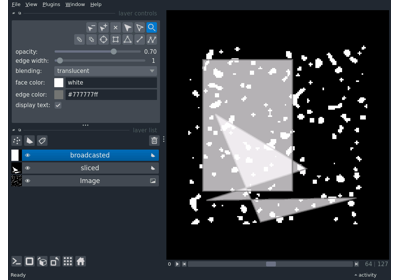 File View Plugins Window Help
layer controls
opacity: 0.70
edge width: 1
blending: translucent
face color: white
edge color: #777777ff
display text:
layer list
broadcasted
sliced
Image
64 127
Ready activity